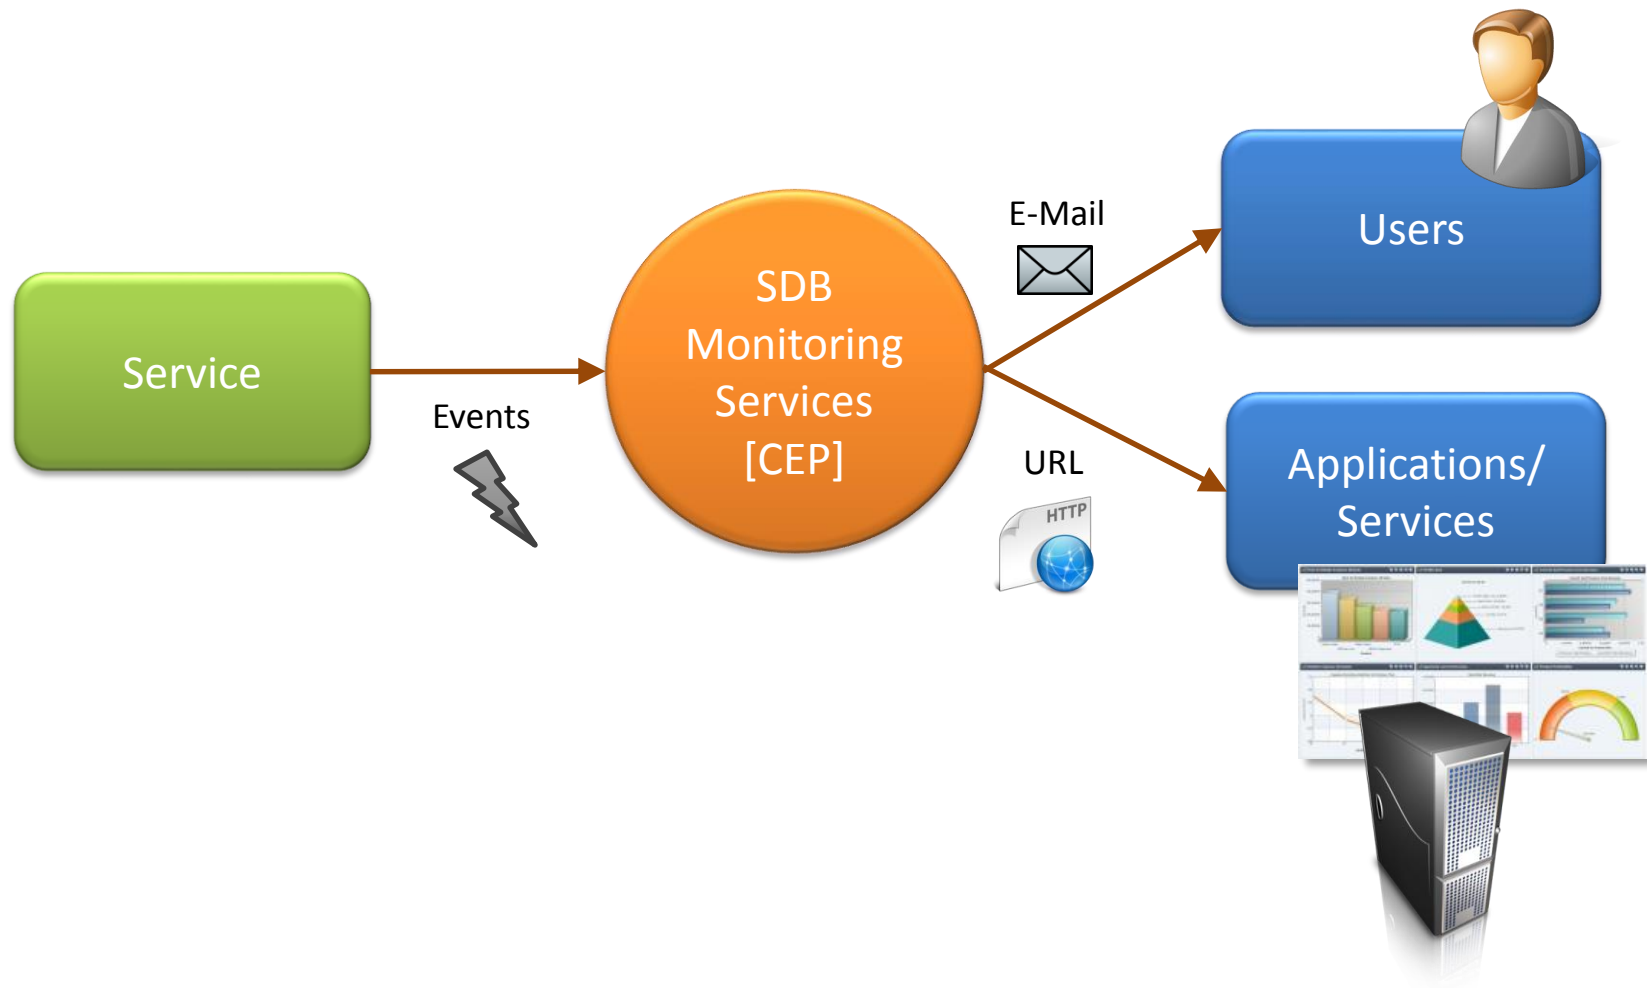 Service
Events
SDB
Monitoring
Services
[CEP]
E-Mail
URL
HTTP
Users
Applications/
Services